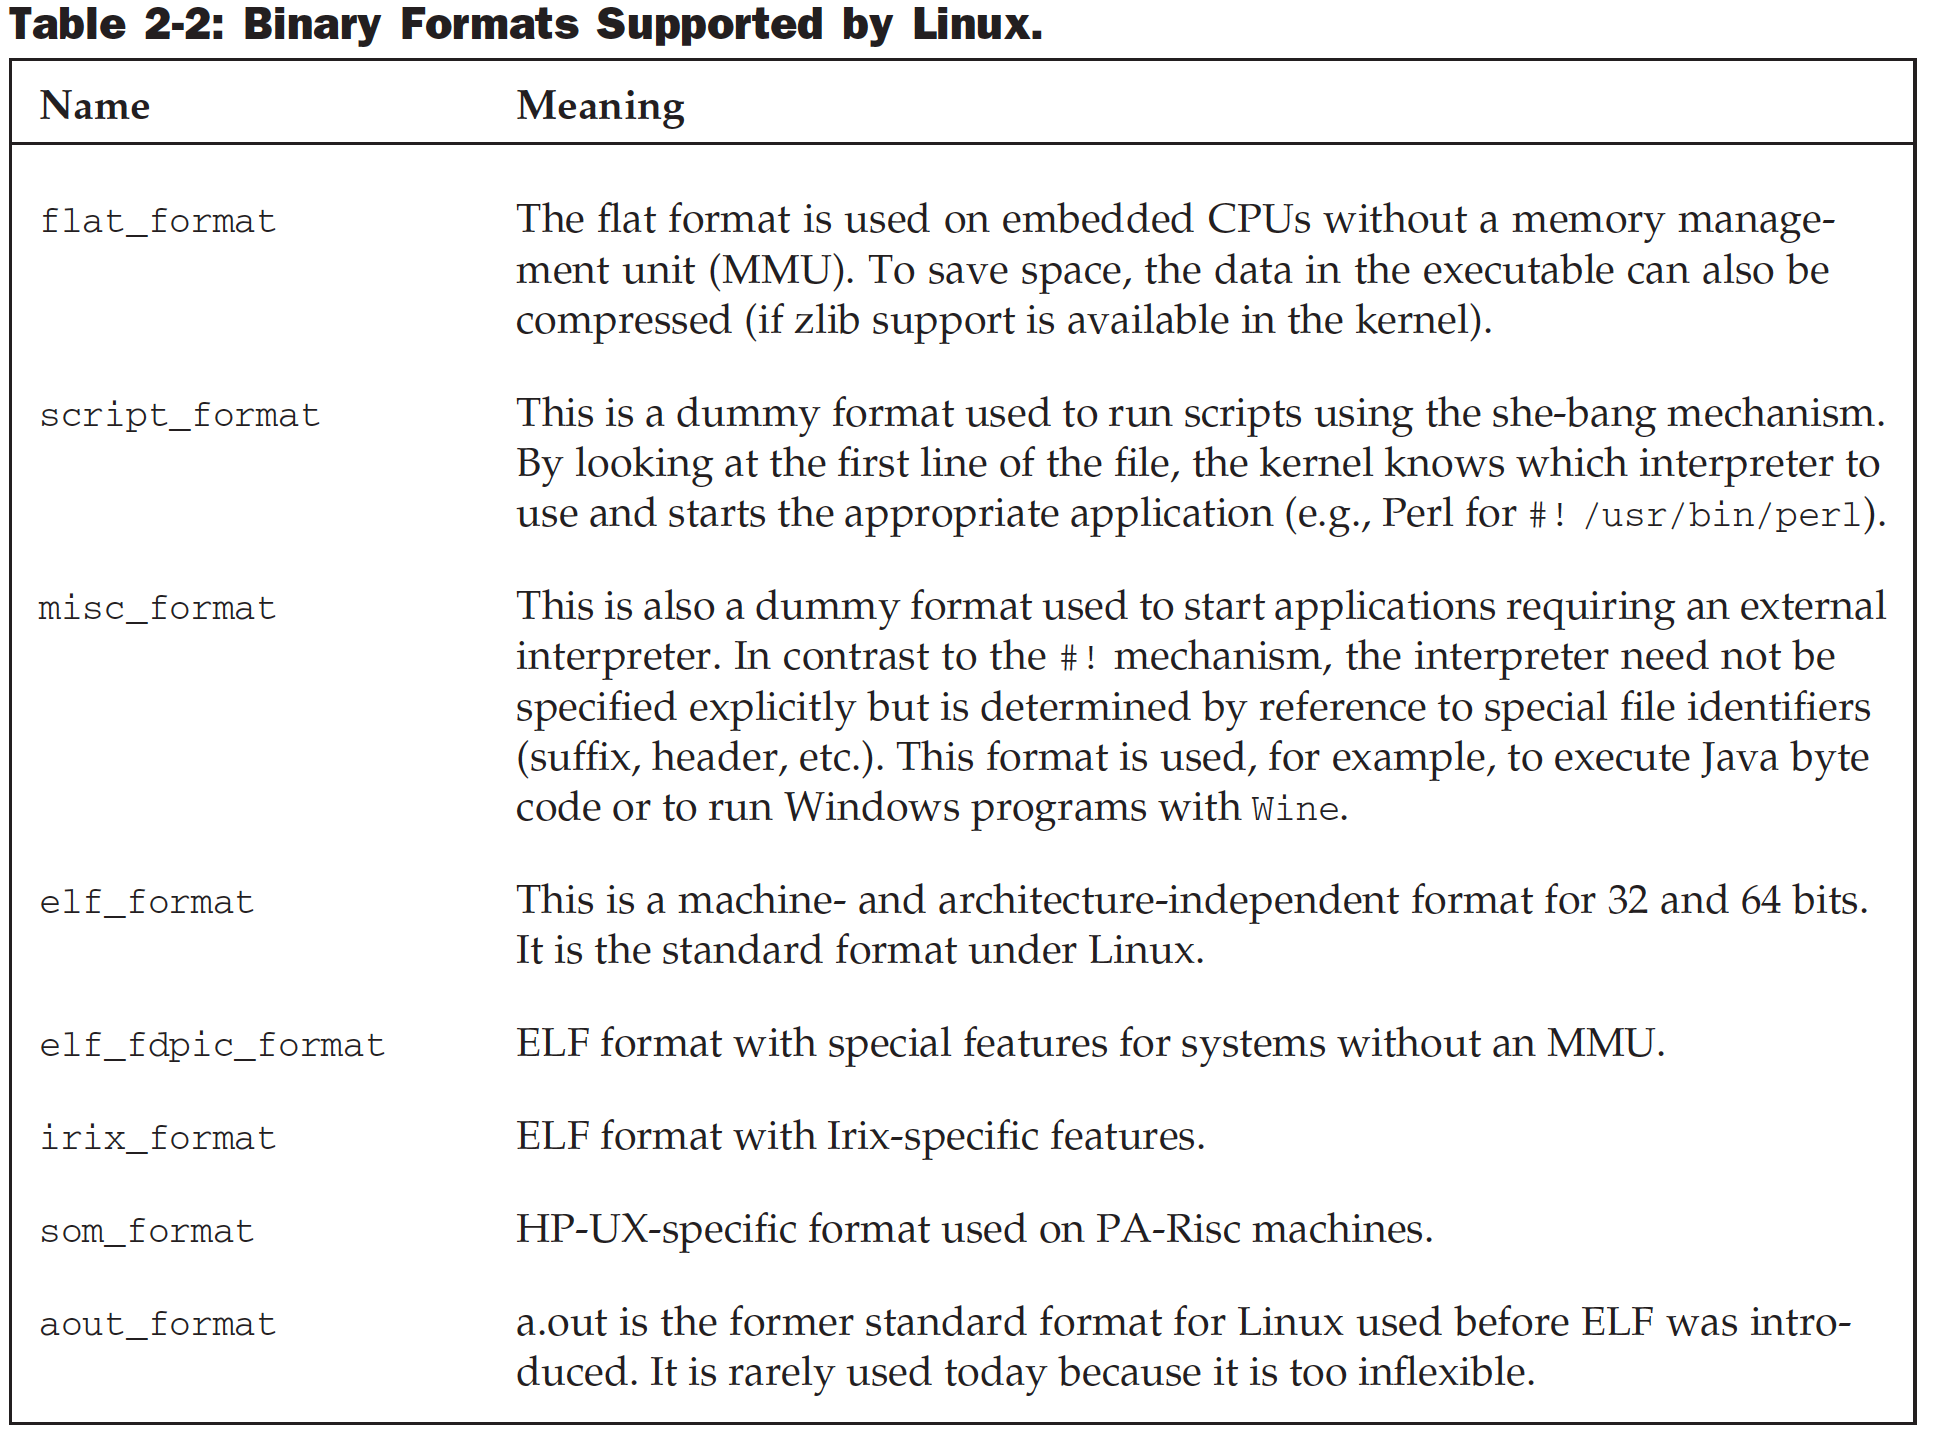 Table 2-2: Binary Formats Supported by Linux.
Name Meaning
flat_format The flat format is used on embedded CPUs without a memory manage-
ment unit (MMU). To save space, the data in the executable can also be
compressed (if zlib support is available in the kernel).
script_format This is a dummy format used to run scripts using the she-bang mechanism.
By looking at the first line of the file, the kernel knows which interpreter to
use and starts the appropriate application (e.g., Perl for #! /usr/bin/perl).
misc_format This is also a dummy format used to start applications requiring an external
interpreter. In contrast to the #! mechanism, the interpreter need not be
specified explicitly but is determined by reference to special file identifiers
(suffix, header, etc.). This format is used, for example, to execute Java byte
code or to run Windows programs with Wine.
elf_format This is a machine- and architecture-independent format for 32 and 64 bits.
It is the standard format under Linux.
elf_fdpic_format ELF format with special features for systems without an MMU.
irix_format ELF format with Irix-specific features.
som_format HP-UX-specific format used on PA-Risc machines.
aout_format a.out is the former standard format for Linux used before ELF was intro-
duced. It is rarely used today because it is too inflexible.